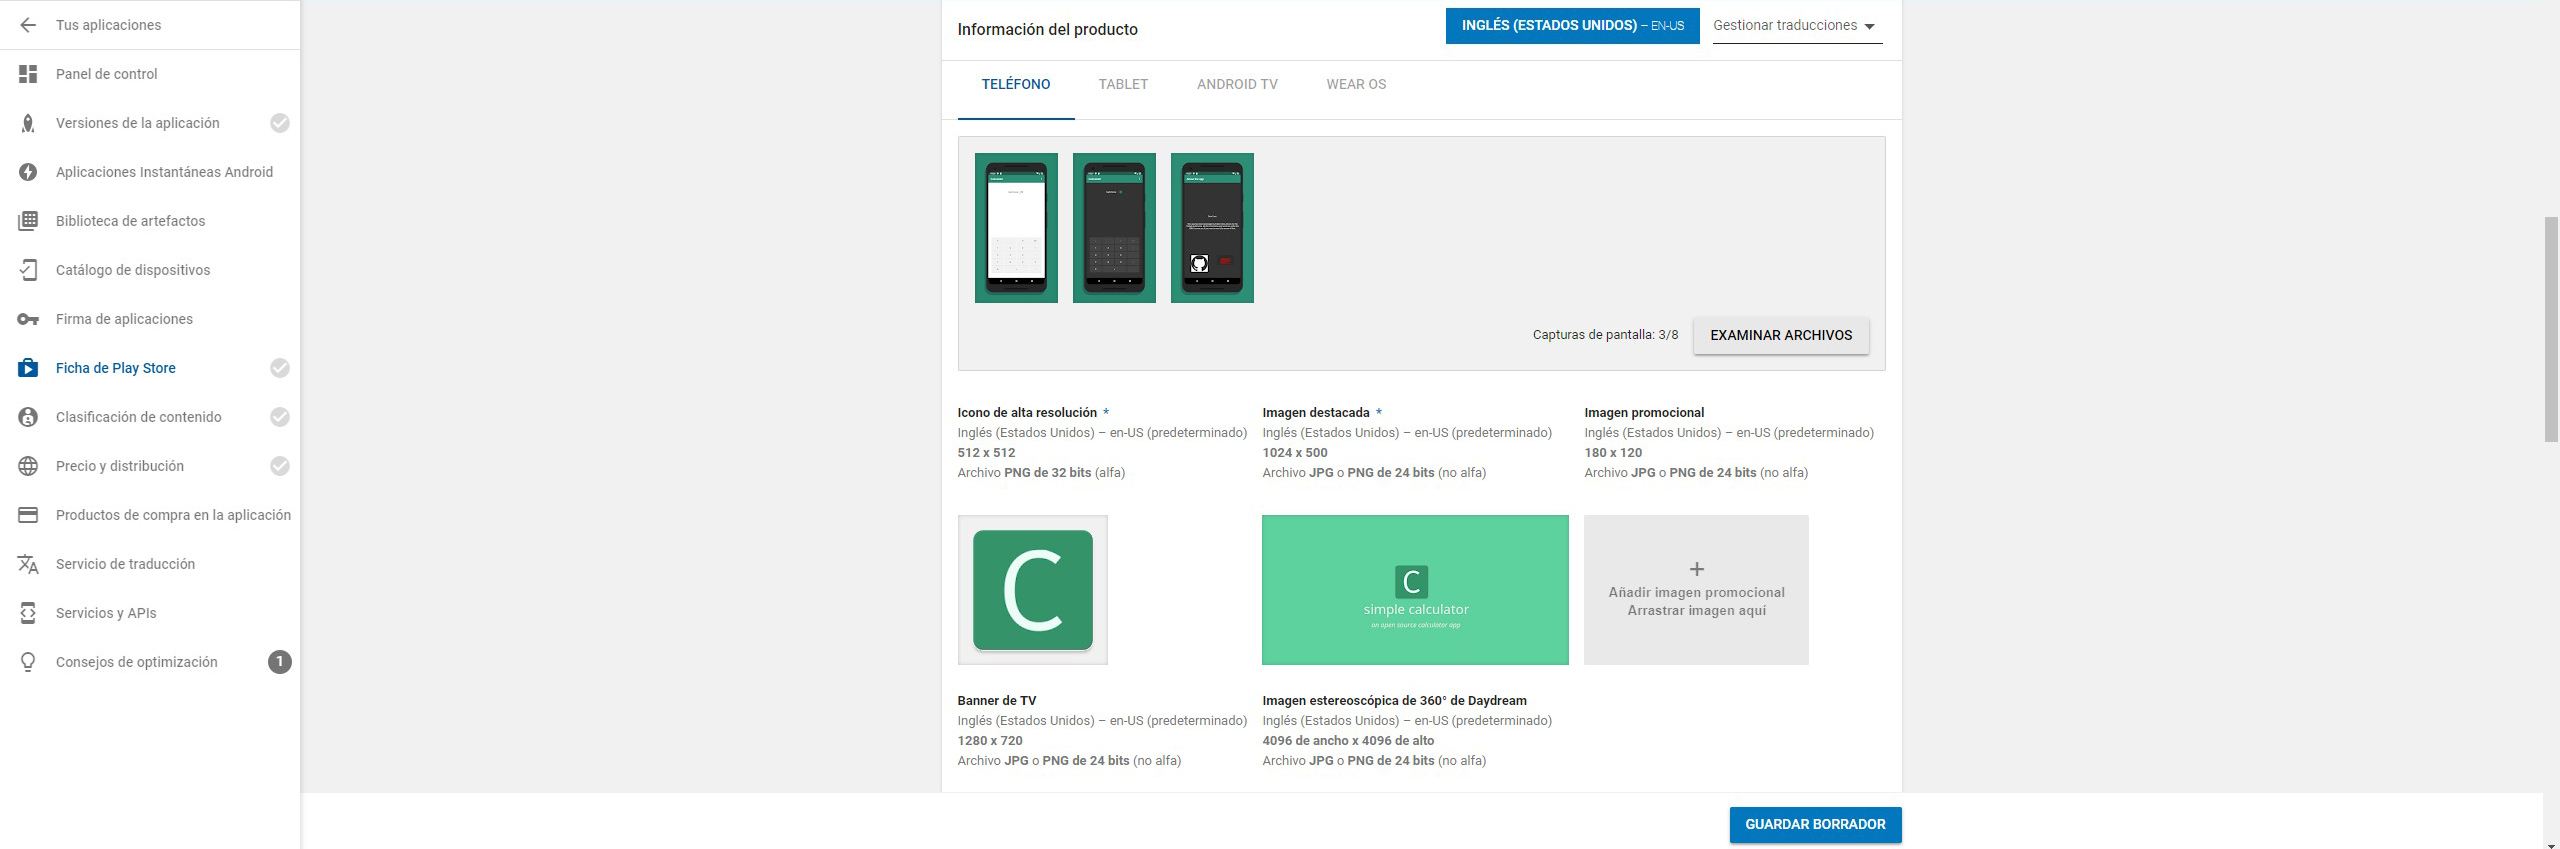 Tus aplicaciones
Panel de control
Versiones de la aplicación
Aplicaciones Instantáneas Android
Biblioteca de artefactos
Catálogo de dispositivos
Firma de aplicaciones
Ficha de Play Store
Clasificación de contenido
Precio y distribución
Productos de compra en la aplicación
Servicio de traducción
Servicios y APIs
Consejos de optimización 1
Información del producto
INGLÉS (ESTADOS UNIDOS) – EN-US
Gestionar traducciones
TELÉFONO TABLET ANDROID TV WEAR OS
Capturas de pantalla: 3/8
EXAMINAR ARCHIVOS
Icono de alta resolución *
Inglés (Estados Unidos) – en-US (predeterminado)
512 x 512
Archivo PNG de 32 bits (alfa)
Imagen destacada *
Inglés (Estados Unidos) – en-US (predeterminado)
1024 x 500
Archivo JPG o PNG de 24 bits (no alfa)
Imagen promocional
Inglés (Estados Unidos) – en-US (predeterminado)
180 x 120
Archivo JPG o PNG de 24 bits (no alfa)
C
C
simple calculator
an open source calculator app
+
Añadir imagen promocional
Arrastrar imagen aquí
Banner de TV
Inglés (Estados Unidos) – en-US (predeterminado)
1280 x 720
Archivo JPG o PNG de 24 bits (no alfa)
Imagen estereoscópica de 360° de Daydream
Inglés (Estados Unidos) – en-US (predeterminado)
4096 de ancho x 4096 de alto
Archivo JPG o PNG de 24 bits (no alfa)
GUARDAR BORRADOR